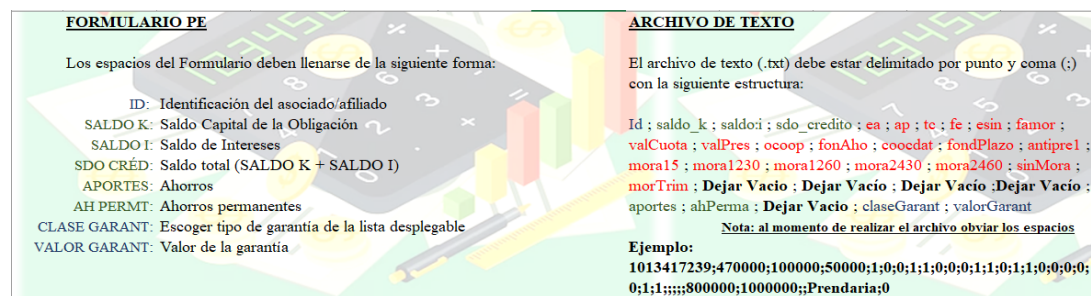 FORMULARIO PE
Los espacios del Formulario deben llenarse de la siguiente forma:
ID: Identificación del asociado/afiliado
SALDO K: Saldo Capital de la Obligación
SALDO I: Saldo de Intereses
SDO CRÉD: Saldo total (SALDO K + SALDO I)
APORTES: Ahorros
AH PERMT: Ahorros permanentes
CLASE GARANT: Escoger tipo de garantía de la lista desplegable
VALOR GARANT: Valor de la garantía
ARCHIVO DE TEXTO
El archivo de texto (.txt) debe estar delimitado por punto y coma (;)
con la siguiente estructura:
Id ; saldo_k ; saldo:i ; sdo_credito ; ea ; ap ; tc ; fe ; esin ; famor ;
valCuota ; valPres ; ocoop ; fonAho ; coocdat ; fondPlazo ; antipre1 ;
mora15 ; mora1230 ; mora1260 ; mora2430 ; mora2460 ; sinMora ;
morTrim ; Dejar Vacio ; Dejar Vacío ; Dejar Vacío ;Dejar Vacío ;
aportes ; ahPerma ; Dejar Vacio ; claseGarant ; valorGarant
Nota: al momento de realizar el archivo obviar los espacios
Ejemplo:
1013417239;470000;100000;50000;1;0;0;1;1;0;0;0;1;1;0;1;1;0;0;0;0;
0;1;1;;;;;800000;1000000;;Prendaria;0